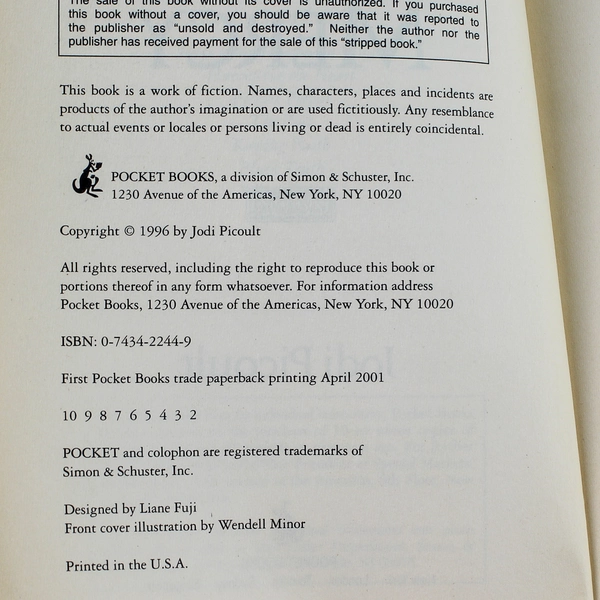 The sale of this book without its cover is unauthorized. If you purchased
this book without a cover, you should be aware that it was reported to
the publisher as “unsold and destroyed.” Neither the author nor the
publisher has received payment for the sale of this “stripped book.”
This book is a work of fiction. Names, characters, places and incidents are
products of the author’s imagination or are used fictitiously. Any resemblance
to actual events or locales or persons living or dead is entirely coincidental.
POCKET BOOKS, a division of Simon & Schuster, Inc.
1230 Avenue of the Americas, New York, NY 10020
Copyright © 1996 by Jodi Picoult
All rights reserved, including the right to reproduce this book or
portions thereof in any form whatsoever. For information address
Pocket Books, 1230 Avenue of the Americas, New York, NY 10020
ISBN: 0-7434-2244-9
First Pocket Books trade paperback printing April 2001
10 9 8 7 6 5 4 3 2
POCKET and colophon are registered trademarks of
Simon & Schuster, Inc.
Designed by Liane Fuji
Front cover illustration by Wendell Minor
Printed in the U.S.A.